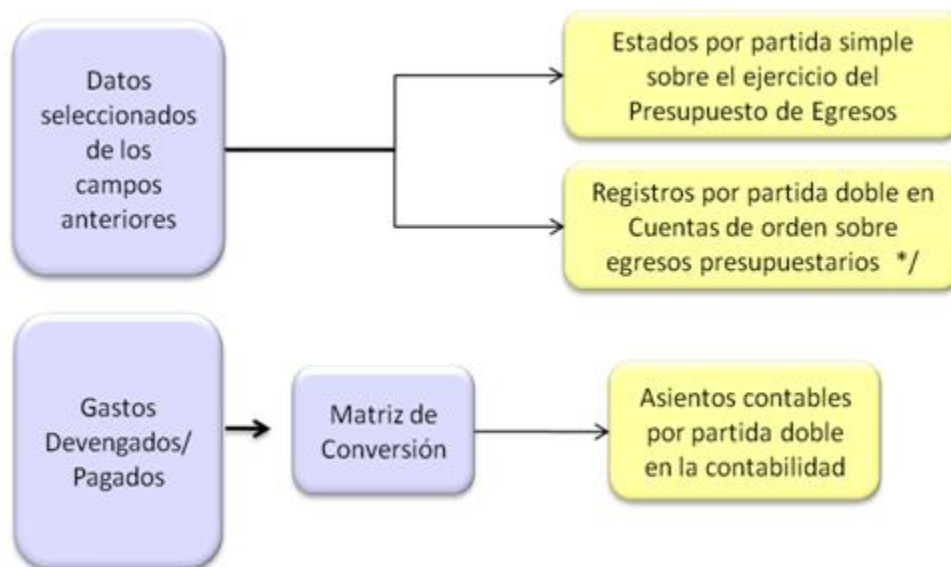 Datos
seleccionados
de los
campos
anteriores
Estados por partida simple
sobre el ejercicio del
Presupuesto de Egresos
Registros por partida doble en
Cuentas de orden sobre
egresos presupuestarios */
Gastos
Devengados/
Pagados
Matriz de
Conversión
Asientos contables
por partida doble
en la contabilidad